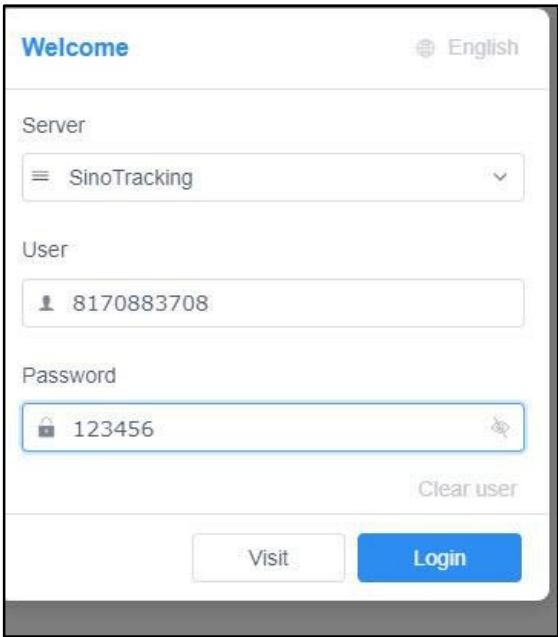 Welcome English
Server
SinoTracking
User
8170883708
Password
123456
Clear user
Visit Login